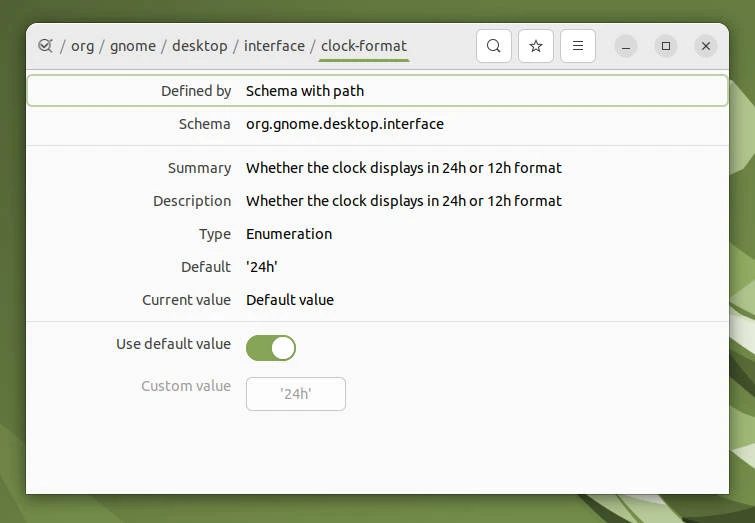 / org / gnome / desktop / interface / clock-format
Defined by Schema with path
Schema org.gnome.desktop.interface
Summary Whether the clock displays in 24h or 12h format
Description Whether the clock displays in 24h or 12h format
Type Enumeration
Default '24h'
Current value Default value
Use default value
Custom value '24h'